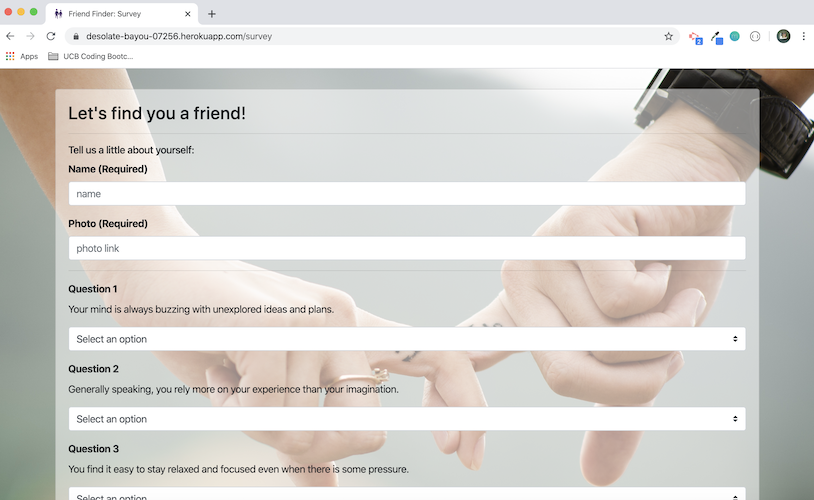 Friend Finder: Survey
desolate-bayou-07256.herokuapp.com/survey
2
Apps
UCB Coding Bootc...
Let's find you a friend!
Tell us a little about yourself:
Name (Required)
name
Photo (Required)
photo link
Question 1
Your mind is always buzzing with unexplored ideas and plans.
Select an option
Question 2
Generally speaking, you rely more on your experience than your imagination.
Select an option
Question 3
You find it easy to stay relaxed and focused even when there is some pressure.
Select an option